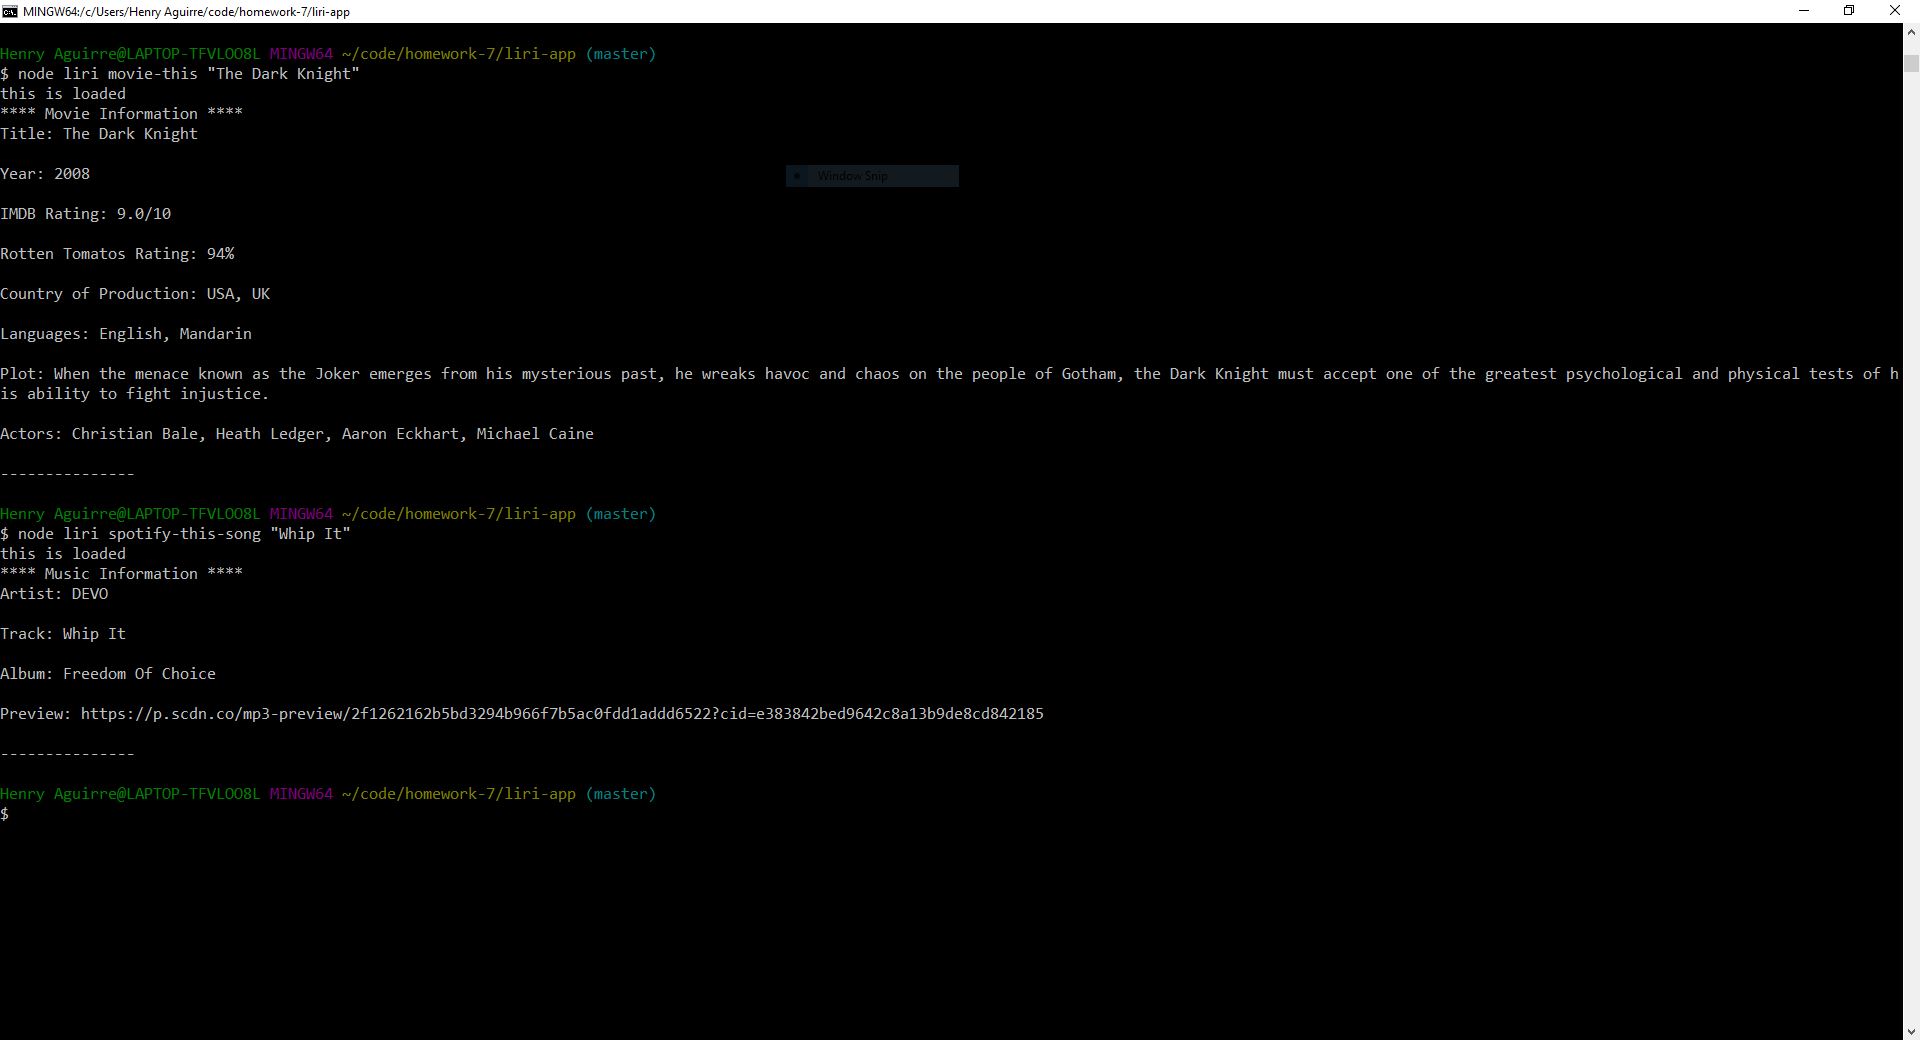 MINGW64:/c/Users/Henry Aguirre/code/homework-7/liri-app
Henry Aguirre@LAPTOP-TFVLOO8L MINGW64 ~/code/homework-7/liri-app (master)
$ node liri movie-this "The Dark Knight"
this is loaded
**** Movie Information ****
Title: The Dark Knight
Year: 2008
Window Snip
IMDB Rating: 9.0/10
Rotten Tomatos Rating: 94%
Country of Production: USA, UK
Languages: English, Mandarin
Plot: When the menace known as the Joker emerges from his mysterious past, he wreaks havoc and chaos on the people of Gotham, the Dark Knight must accept one of the greatest psychological and physical tests of h
is ability to fight injustice.
Actors: Christian Bale, Heath Ledger, Aaron Eckhart, Michael Caine
---------------
Henry Aguirre@LAPTOP-TFVLOO8L MINGW64 ~/code/homework-7/liri-app (master)
$ node liri spotify-this-song "Whip It"
this is loaded
**** Music Information ****
Artist: DEVO
Track: Whip It
Album: Freedom Of Choice
Preview: https://p.scdn.co/mp3-preview/2f1262162b5bd3294b966f7b5ac0fdd1addd6522?cid=e383842bed9642c8a13b9de8cd842185
---------------
Henry Aguirre@LAPTOP-TFVLOO8L MINGW64 ~/code/homework-7/liri-app (master)
$